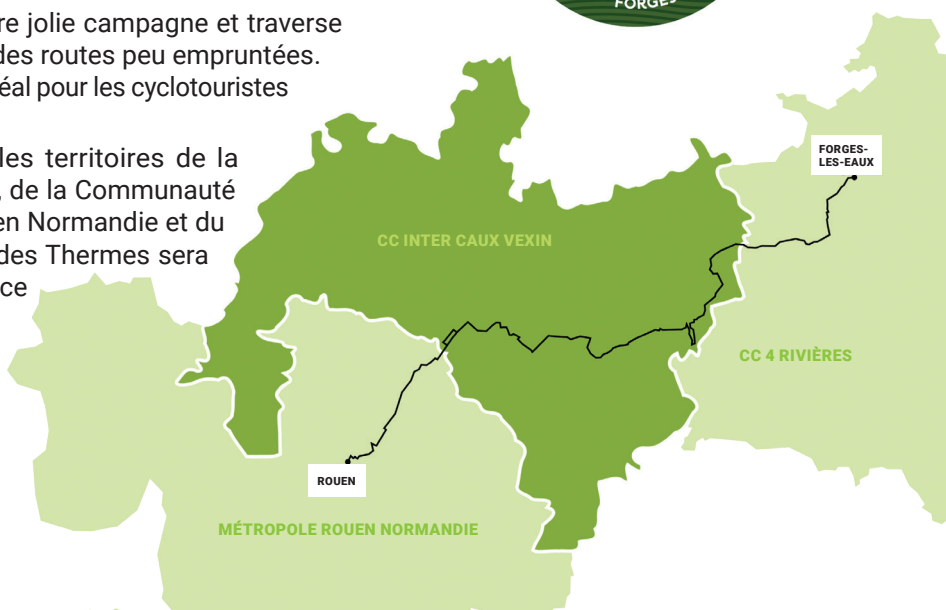 FORGES
re jolie campagne et traverse
des routes peu empruntées.
éal pour les cyclotouristes
les territoires de la
de la Communauté
en Normandie et du
des Thermes sera
ce
FORGES-
LES-EAUX
CC INTER CAUX VEXIN
CC 4 RIVIÈRES
ROUEN
MÉTROPOLE ROUEN NORMANDIE